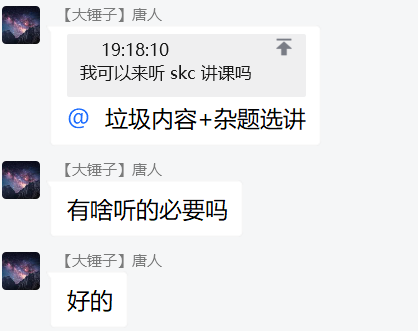 【大锤子】唐人
19:18:10
我可以来听 skc 讲课吗
@ 垃圾内容+杂题选讲
【大锤子】唐人
有啥听的必要吗
【大锤子】唐人
好的